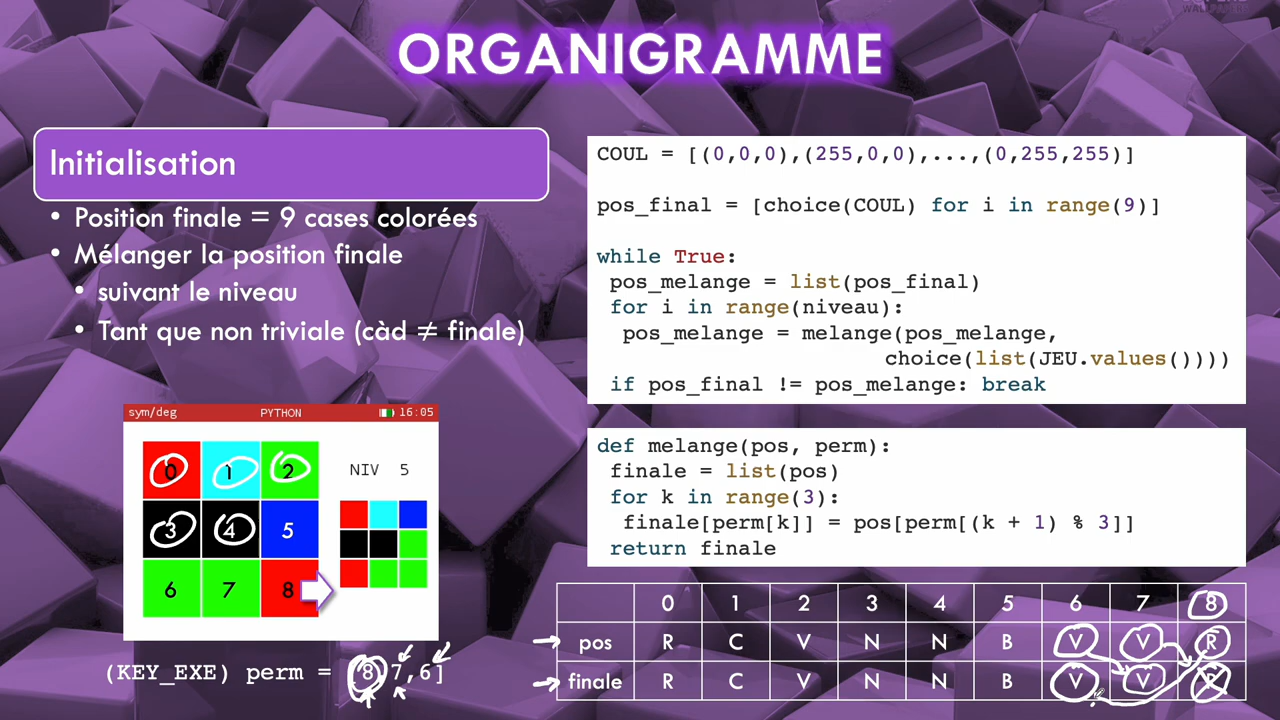 ORGANIGRAMME
Initialisation
• Position finale = 9 cases colorées
• Mélanger la position finale
• suivant le niveau
• Tant que non triviale (càd ≠ finale)
COUL = [(0,0,0),(255,0,0),...,(0,255,255)]
pos_final = [choice(COUL) for i in range(9)]
while True:
pos_melange = list(pos_final)
for i in range(niveau):
pos_melange = melange(pos_melange,
choice(list(JEU.values())))
if pos_final != pos_melange: break
def melange(pos, perm):
finale = list(pos)
for k in range(3):
finale[perm[k]] = pos[perm[(k + 1) % 3]]
return finale
sym/deg PYTHON 16:05
0 1 2
NIV 5
3 4 5
6 7 8
(KEY_EXE) perm = [8,7,6]
0 1 2 3 4 5 6 7 8
pos R C V N N B V V R
finale R C V N N B V V R